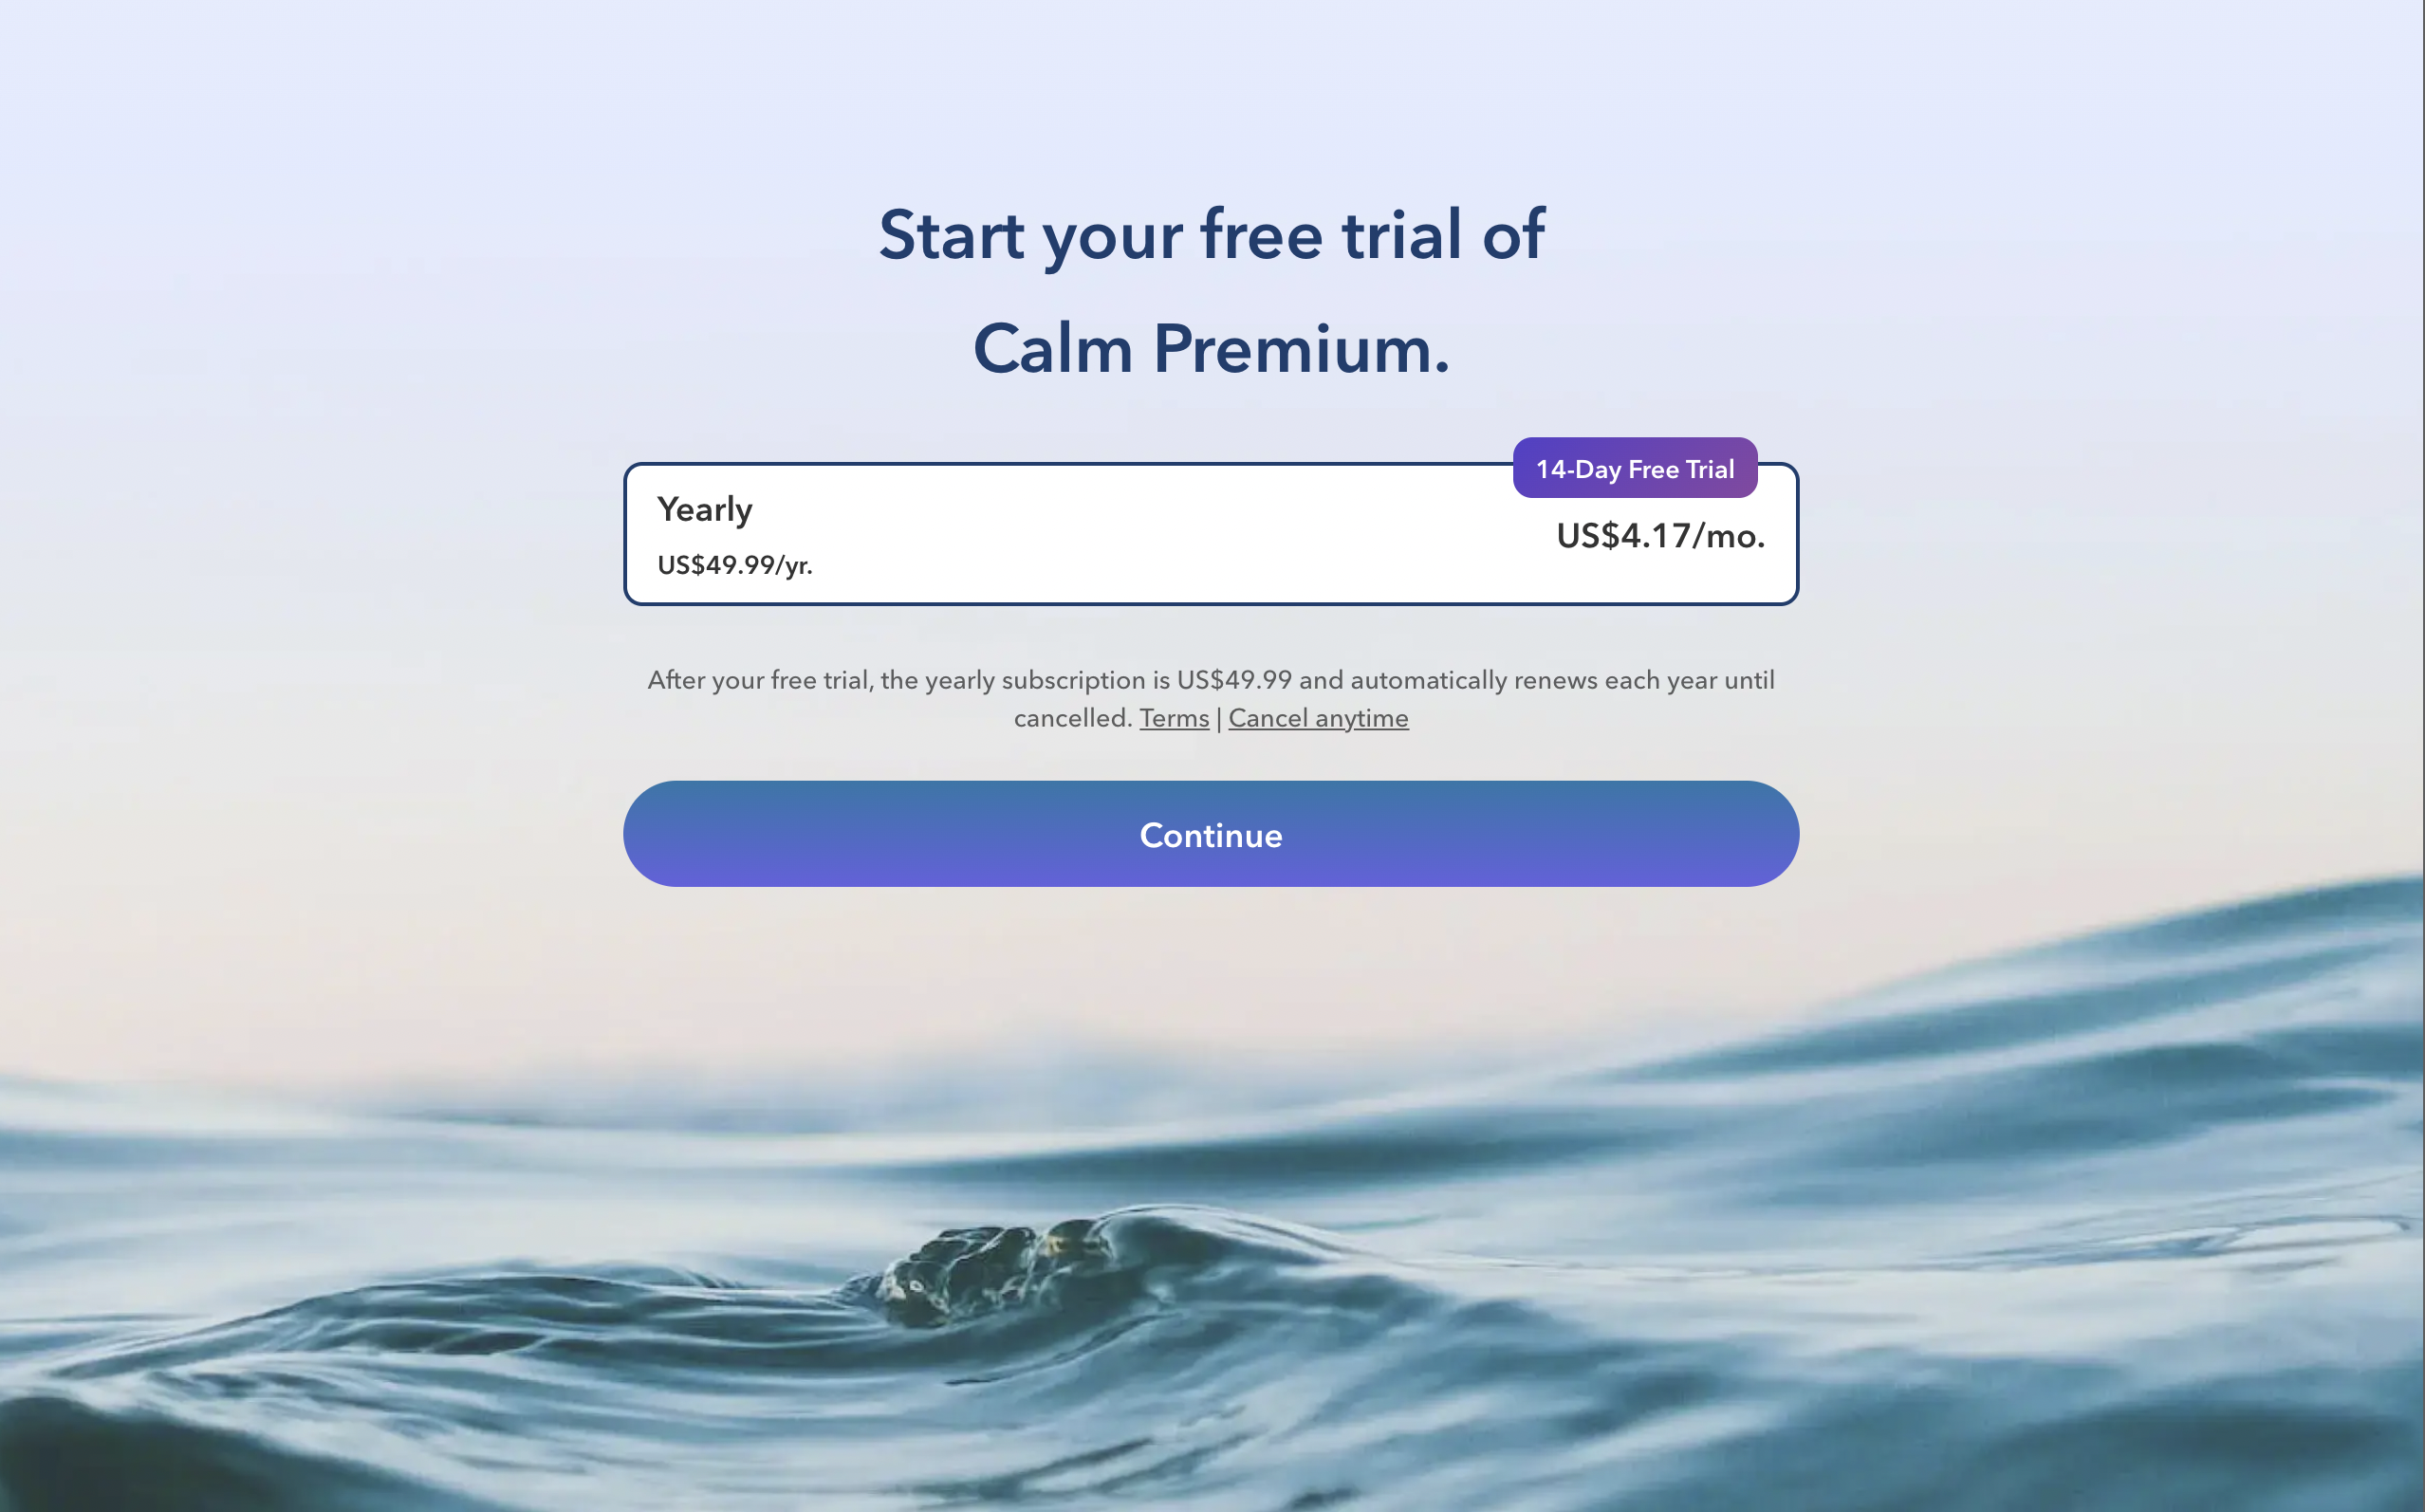 Start your free trial of
Calm Premium.
14-Day Free Trial
Yearly
US$4.17/mo.
US$49.99/yr.
After your free trial, the yearly subscription is US$49.99 and automatically renews each year until
cancelled. Terms | Cancel anytime
Continue